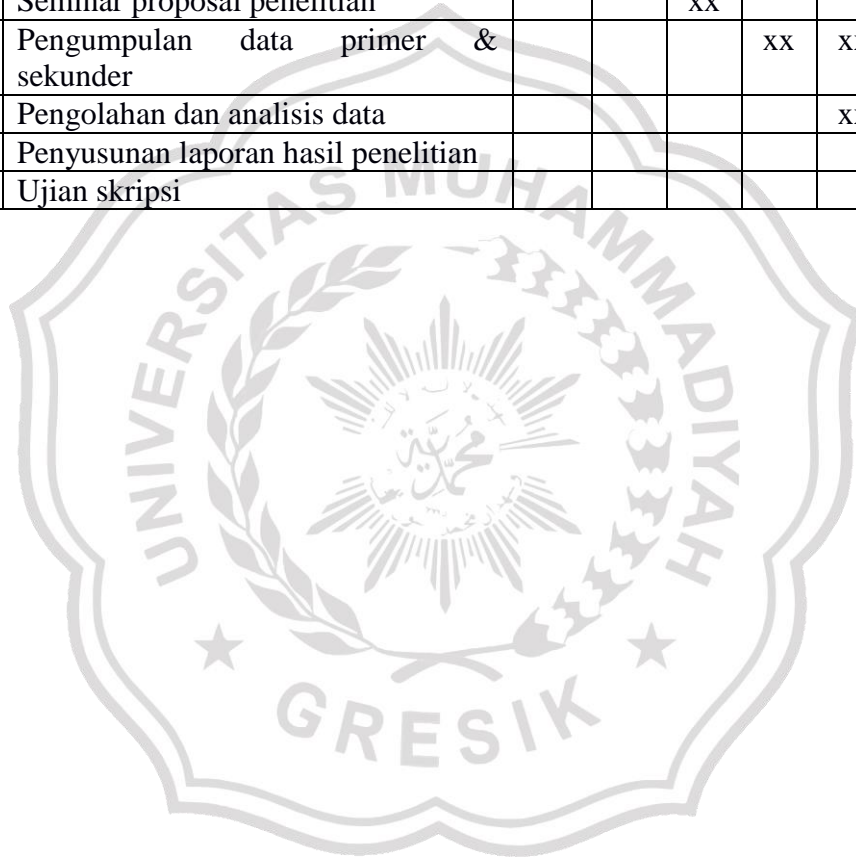 Seminar proposal penelitian xx
Pengumpulan data primer & xx
sekunder
Pengolahan dan analisis data
Penyusunan laporan hasil penelitian
Ujian skripsi
UNIVERSITAS MUHAMMADIYAH
GRESIK